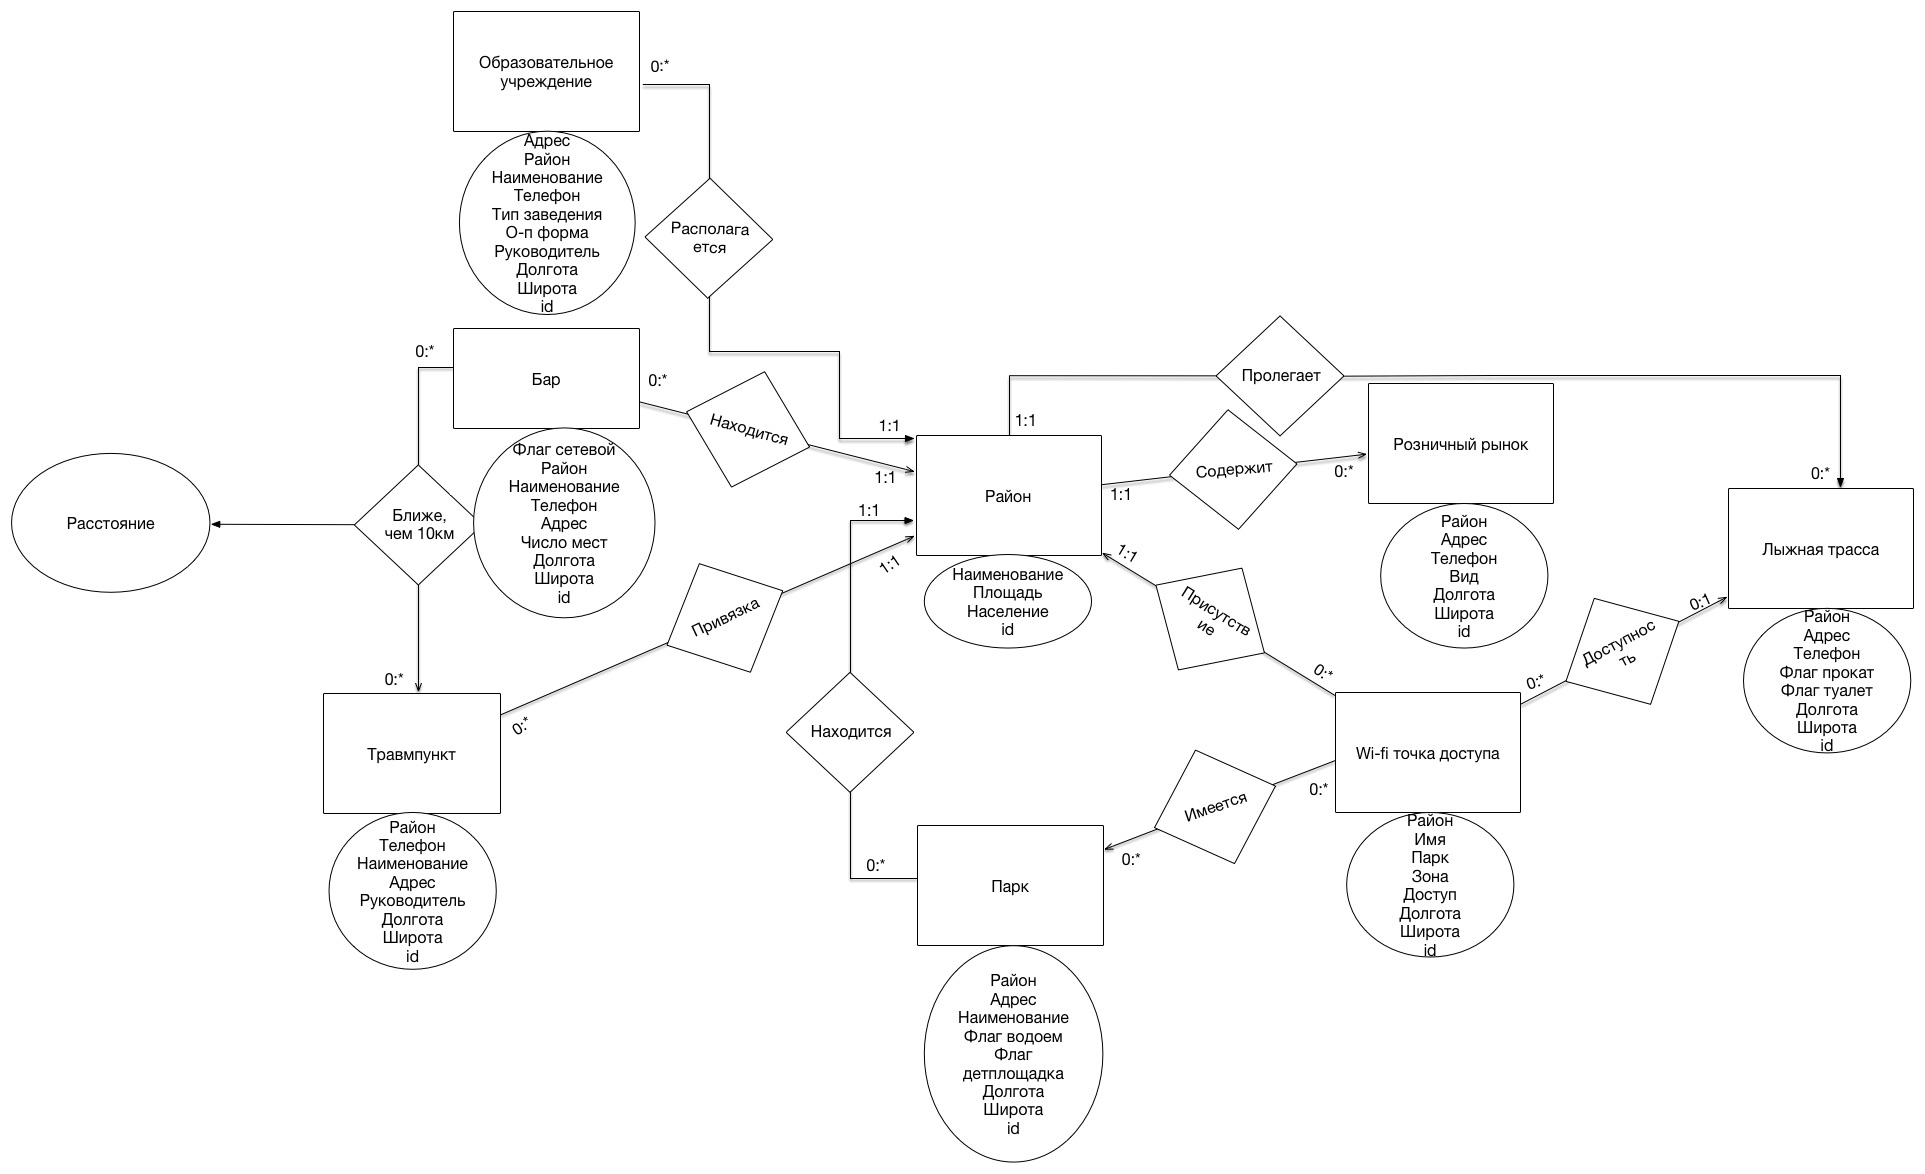 Образовательное
учреждение
0:*
Адрес
Район
Наименование
Телефон
Тип заведения
О-п форма
Руководитель
Долгота
Широта
id
Располага
ется
1:1
Бар
0:*
0:*
Находится
1:1
Флаг сетевой
Район
Наименование
Телефон
Адрес
Число мест
Долгота
Широта
id
Расстояние
Ближе,
чем 10км
0:*
Травмпункт
Район
Телефон
Наименование
Адрес
Руководитель
Долгота
Широта
id
0:*
Привязка
1:1
1:1
Находится
0:*
Район
Наименование
Площадь
Население
id
1:1
Пролегает
0:*
1:1
Содержит
0:*
Розничный рынок
Район
Адрес
Телефон
Вид
Долгота
Широта
id
Лыжная трасса
Район
Адрес
Телефон
Флаг прокат
Флаг туалет
Долгота
Широта
id
1:1
Присутств
ие
0:*
0:*
Доступнос
ть
0:1
Wi-fi точка доступа
Район
Имя
Парк
Зона
Доступ
Долгота
Широта
id
0:*
Имеется
0:*
Парк
Район
Адрес
Наименование
Флаг водоем
Флаг
детплощадка
Долгота
Широта
id